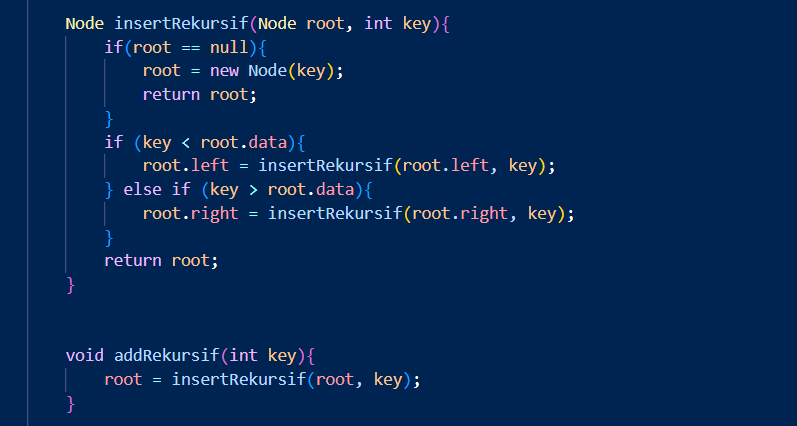 Node insertRekursif(Node root, int key){
if(root == null){
root = new Node(key);
return root;
}
if (key < root.data){
root.left = insertRekursif(root.left, key);
} else if (key > root.data){
root.right = insertRekursif(root.right, key);
}
return root;
}
void addRekursif(int key){
root = insertRekursif(root, key);
}